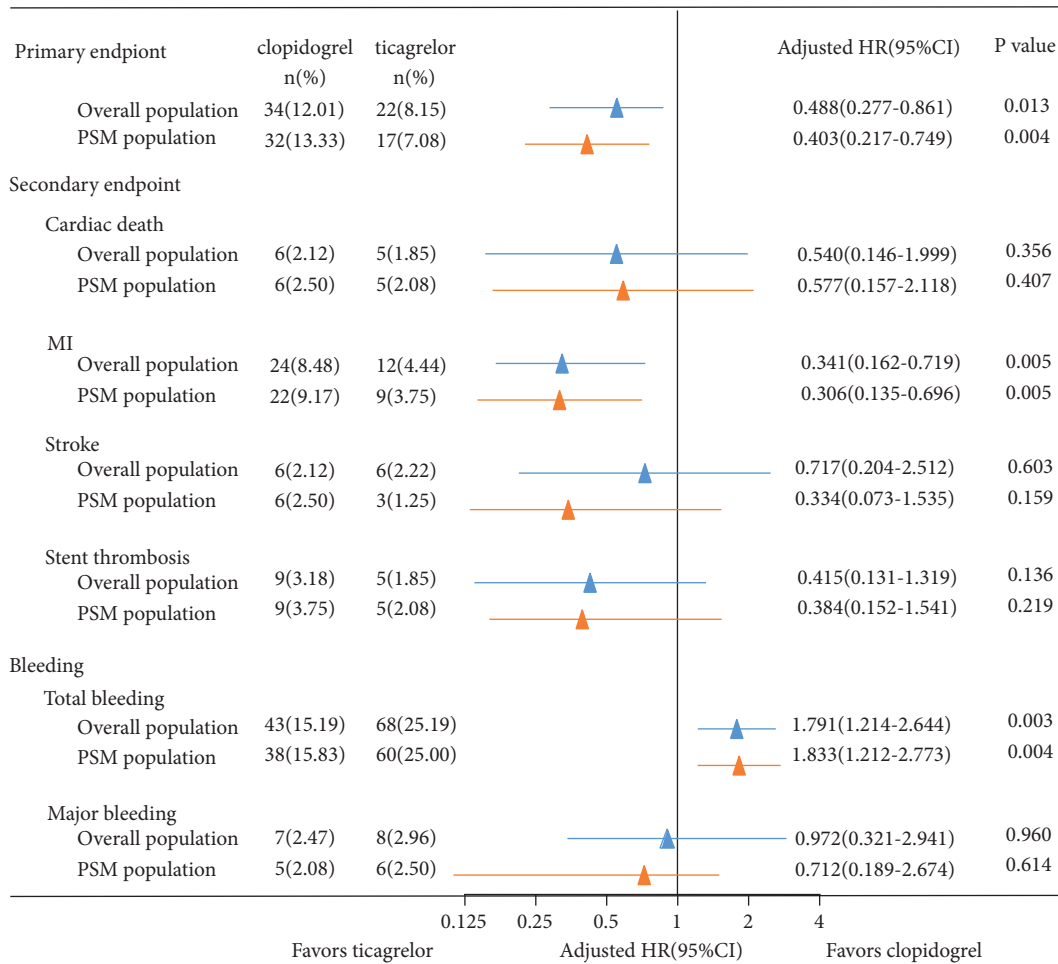 Primary endpiont clopidogrel ticagrelor Adjusted HR(95%CI) P value
n(%) n(%)
Overall population 34(12.01) 22(8.15) 0.488(0.277-0.861) 0.013
PSM population 32(13.33) 17(7.08) 0.403(0.217-0.749) 0.004
Secondary endpoint
Cardiac death
Overall population 6(2.12) 5(1.85) 0.540(0.146-1.999) 0.356
PSM population 6(2.50) 5(2.08) 0.577(0.157-2.118) 0.407
MI
Overall population 24(8.48) 12(4.44) 0.341(0.162-0.719) 0.005
PSM population 22(9.17) 9(3.75) 0.306(0.135-0.696) 0.005
Stroke
Overall population 6(2.12) 6(2.22) 0.717(0.204-2.512) 0.603
PSM population 6(2.50) 3(1.25) 0.334(0.073-1.535) 0.159
Stent thrombosis
Overall population 9(3.18) 5(1.85) 0.415(0.131-1.319) 0.136
PSM population 9(3.75) 5(2.08) 0.384(0.152-1.541) 0.219
Bleeding
Total bleeding
Overall population 43(15.19) 68(25.19) 1.791(1.214-2.644) 0.003
PSM population 38(15.83) 60(25.00) 1.833(1.212-2.773) 0.004
Major bleeding
Overall population 7(2.47) 8(2.96) 0.972(0.321-2.941) 0.960
PSM population 5(2.08) 6(2.50) 0.712(0.189-2.674) 0.614
0.125 0.25 0.5 1 2 4
Favors ticagrelor Adjusted HR(95%CI) Favors clopidogrel